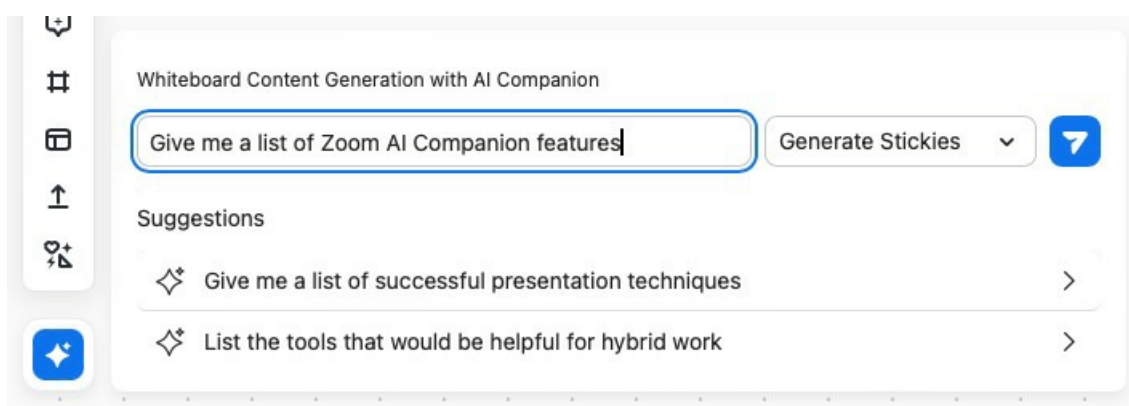 Whiteboard Content Generation with AI Companion
Give me a list of Zoom AI Companion features
Generate Stickies
Suggestions
Give me a list of successful presentation techniques
List the tools that would be helpful for hybrid work